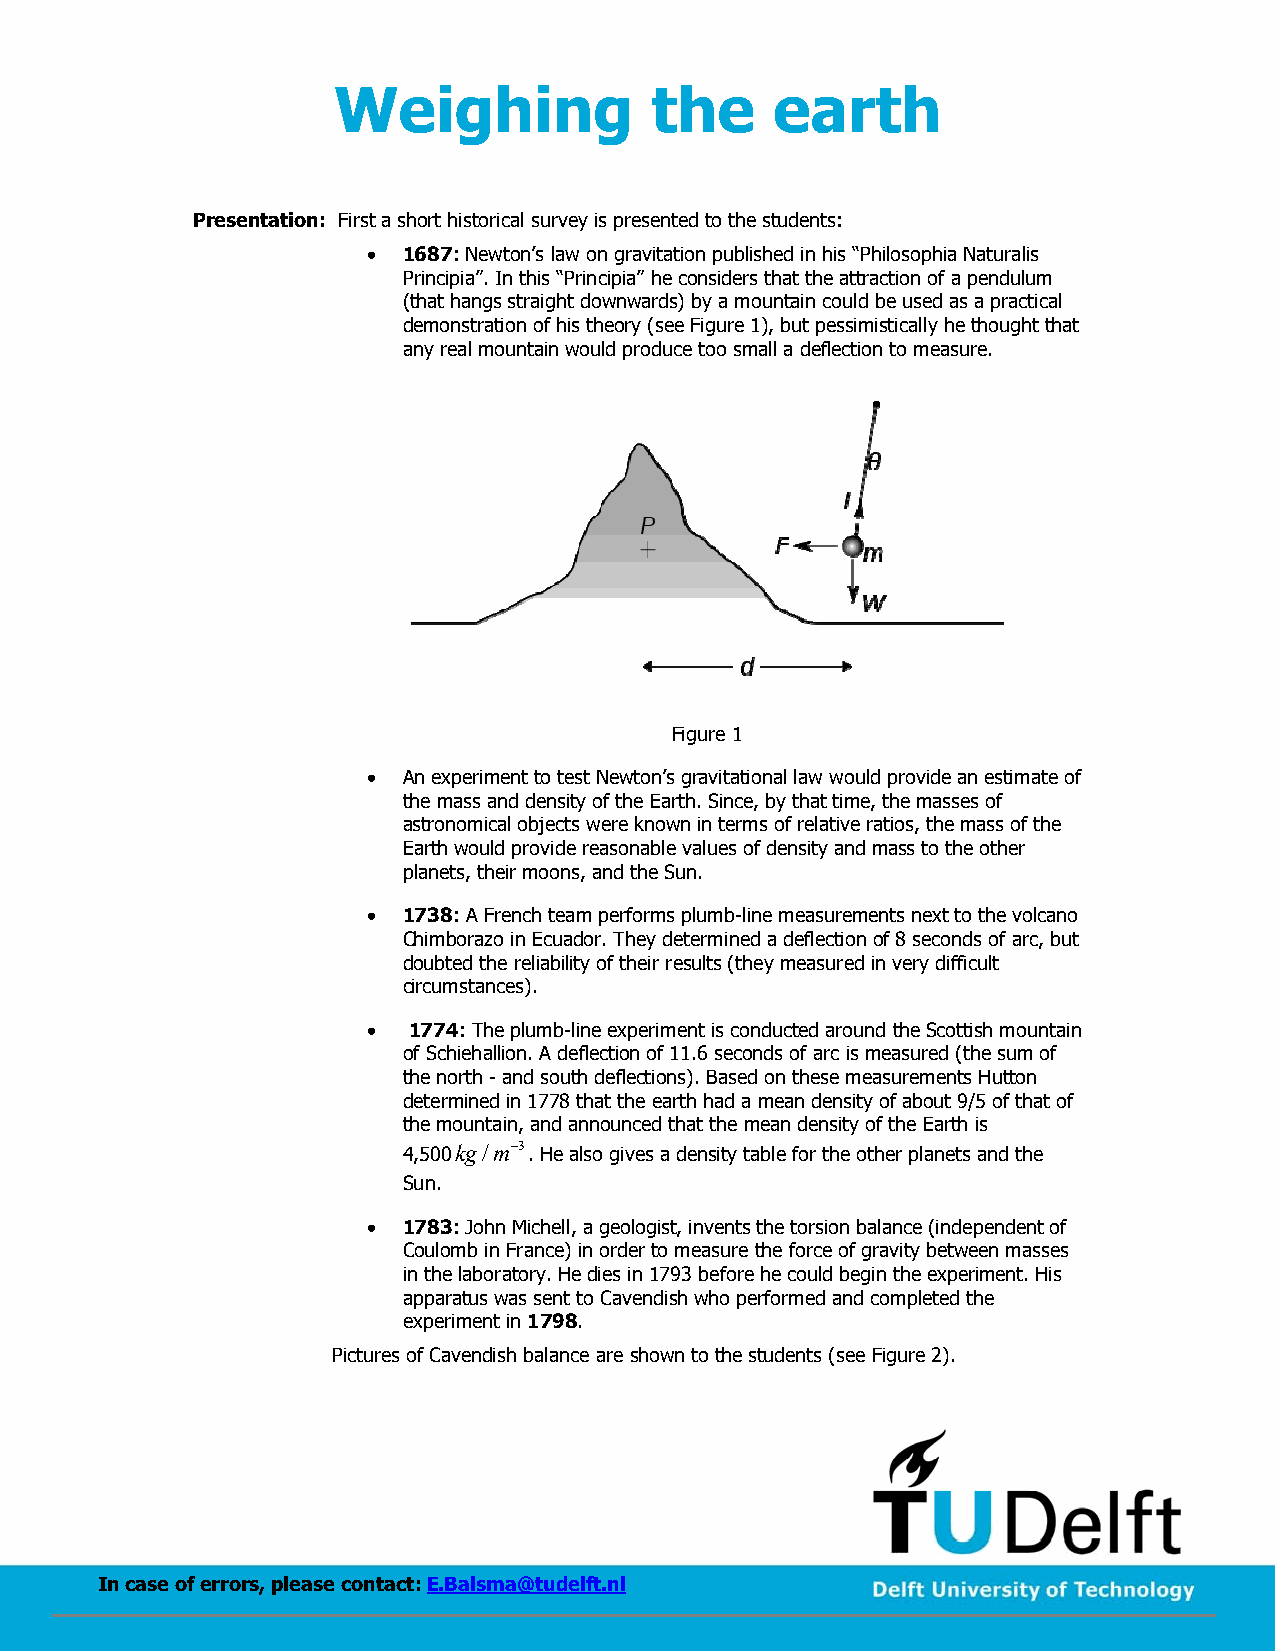 Weighing the earth
Presentation: First a short historical survey is presented to the students:
• 1687: Newton’s law on gravitation published in his “Philosophia Naturalis
Principia”. In this “Principia” he considers that the attraction of a pendulum
(that hangs straight downwards) by a mountain could be used as a practical
demonstration of his theory (see Figure 1), but pessimistically he thought that
any real mountain would produce too small a deflection to measure.
θ
l
P
F
m
W
d
Figure 1
• An experiment to test Newton’s gravitational law would provide an estimate of
the mass and density of the Earth. Since, by that time, the masses of
astronomical objects were known in terms of relative ratios, the mass of the
Earth would provide reasonable values of density and mass to the other
planets, their moons, and the Sun.
• 1738: A French team performs plumb-line measurements next to the volcano
Chimborazo in Ecuador. They determined a deflection of 8 seconds of arc, but
doubted the reliability of their results (they measured in very difficult
circumstances).
• 1774: The plumb-line experiment is conducted around the Scottish mountain
of Schiehallion. A deflection of 11.6 seconds of arc is measured (the sum of
the north - and south deflections). Based on these measurements Hutton
determined in 1778 that the earth had a mean density of about 9/5 of that of
the mountain, and announced that the mean density of the Earth is
4,500 kg / m⁻³. He also gives a density table for the other planets and the
Sun.
• 1783: John Michell, a geologist, invents the torsion balance (independent of
Coulomb in France) in order to measure the force of gravity between masses
in the laboratory. He dies in 1793 before he could begin the experiment. His
apparatus was sent to Cavendish who performed and completed the
experiment in 1798.
Pictures of Cavendish balance are shown to the students (see Figure 2).
TU Delft
In case of errors, please contact: E.Balsma@tudelft.nl
Delft University of Technology